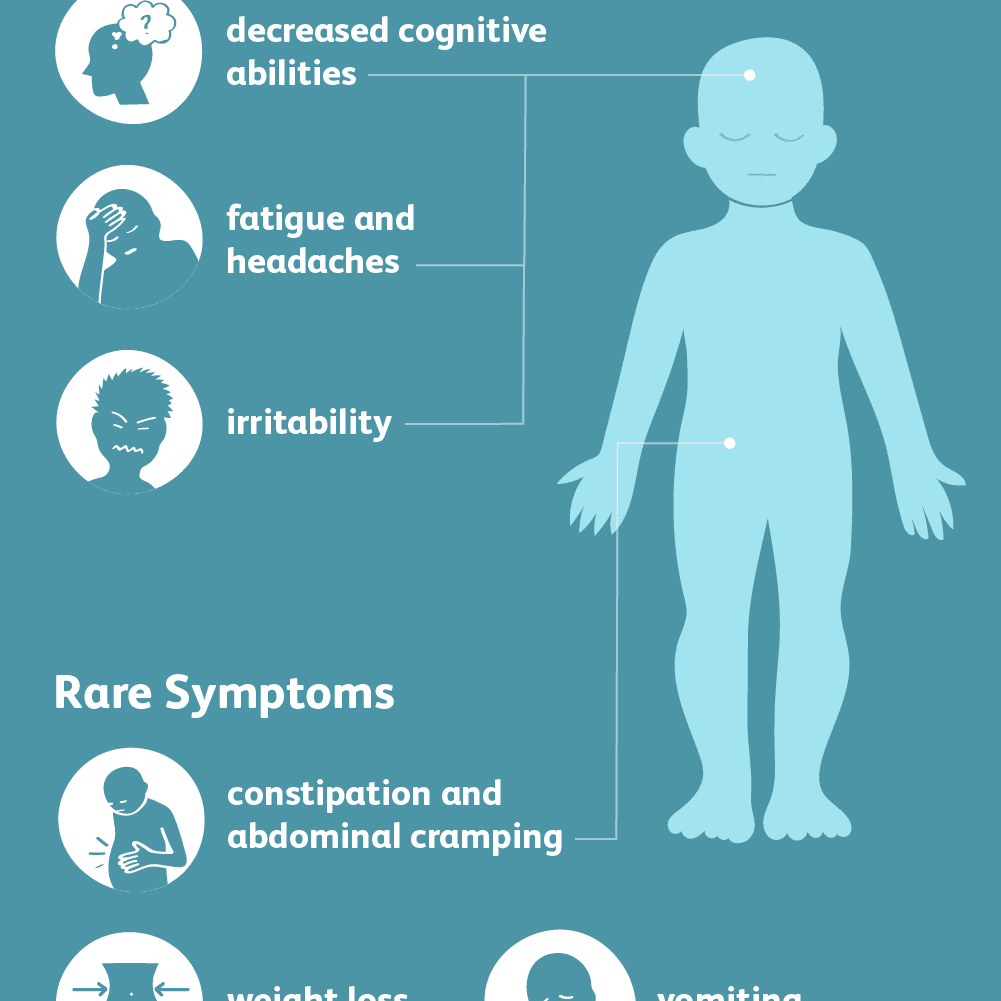 ?
decreased cognitive
abilities
fatigue and
headaches
irritability
Rare Symptoms
constipation and
abdominal cramping
weight loss
vomiting